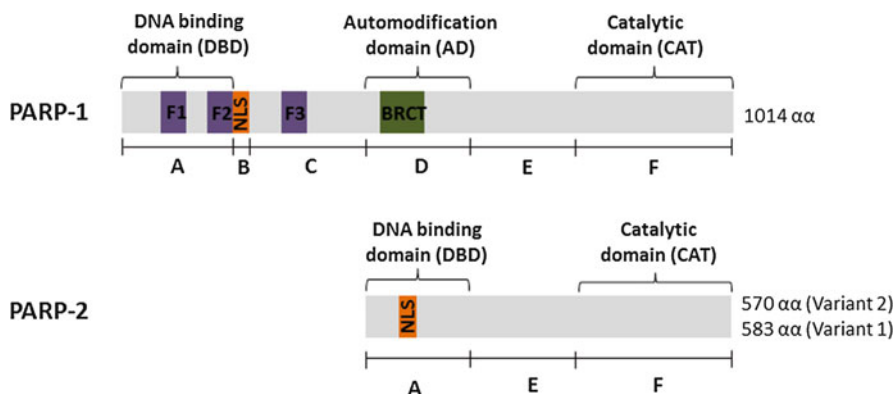 DNA binding
domain (DBD)
Automodification
domain (AD)
Catalytic
domain (CAT)
PARP-1
F1
F2
NLS
F3
BRCT
1014 αα
A
B
C
D
E
F
DNA binding
domain (DBD)
Catalytic
domain (CAT)
PARP-2
NLS
570 αα (Variant 2)
583 αα (Variant 1)
A
E
F